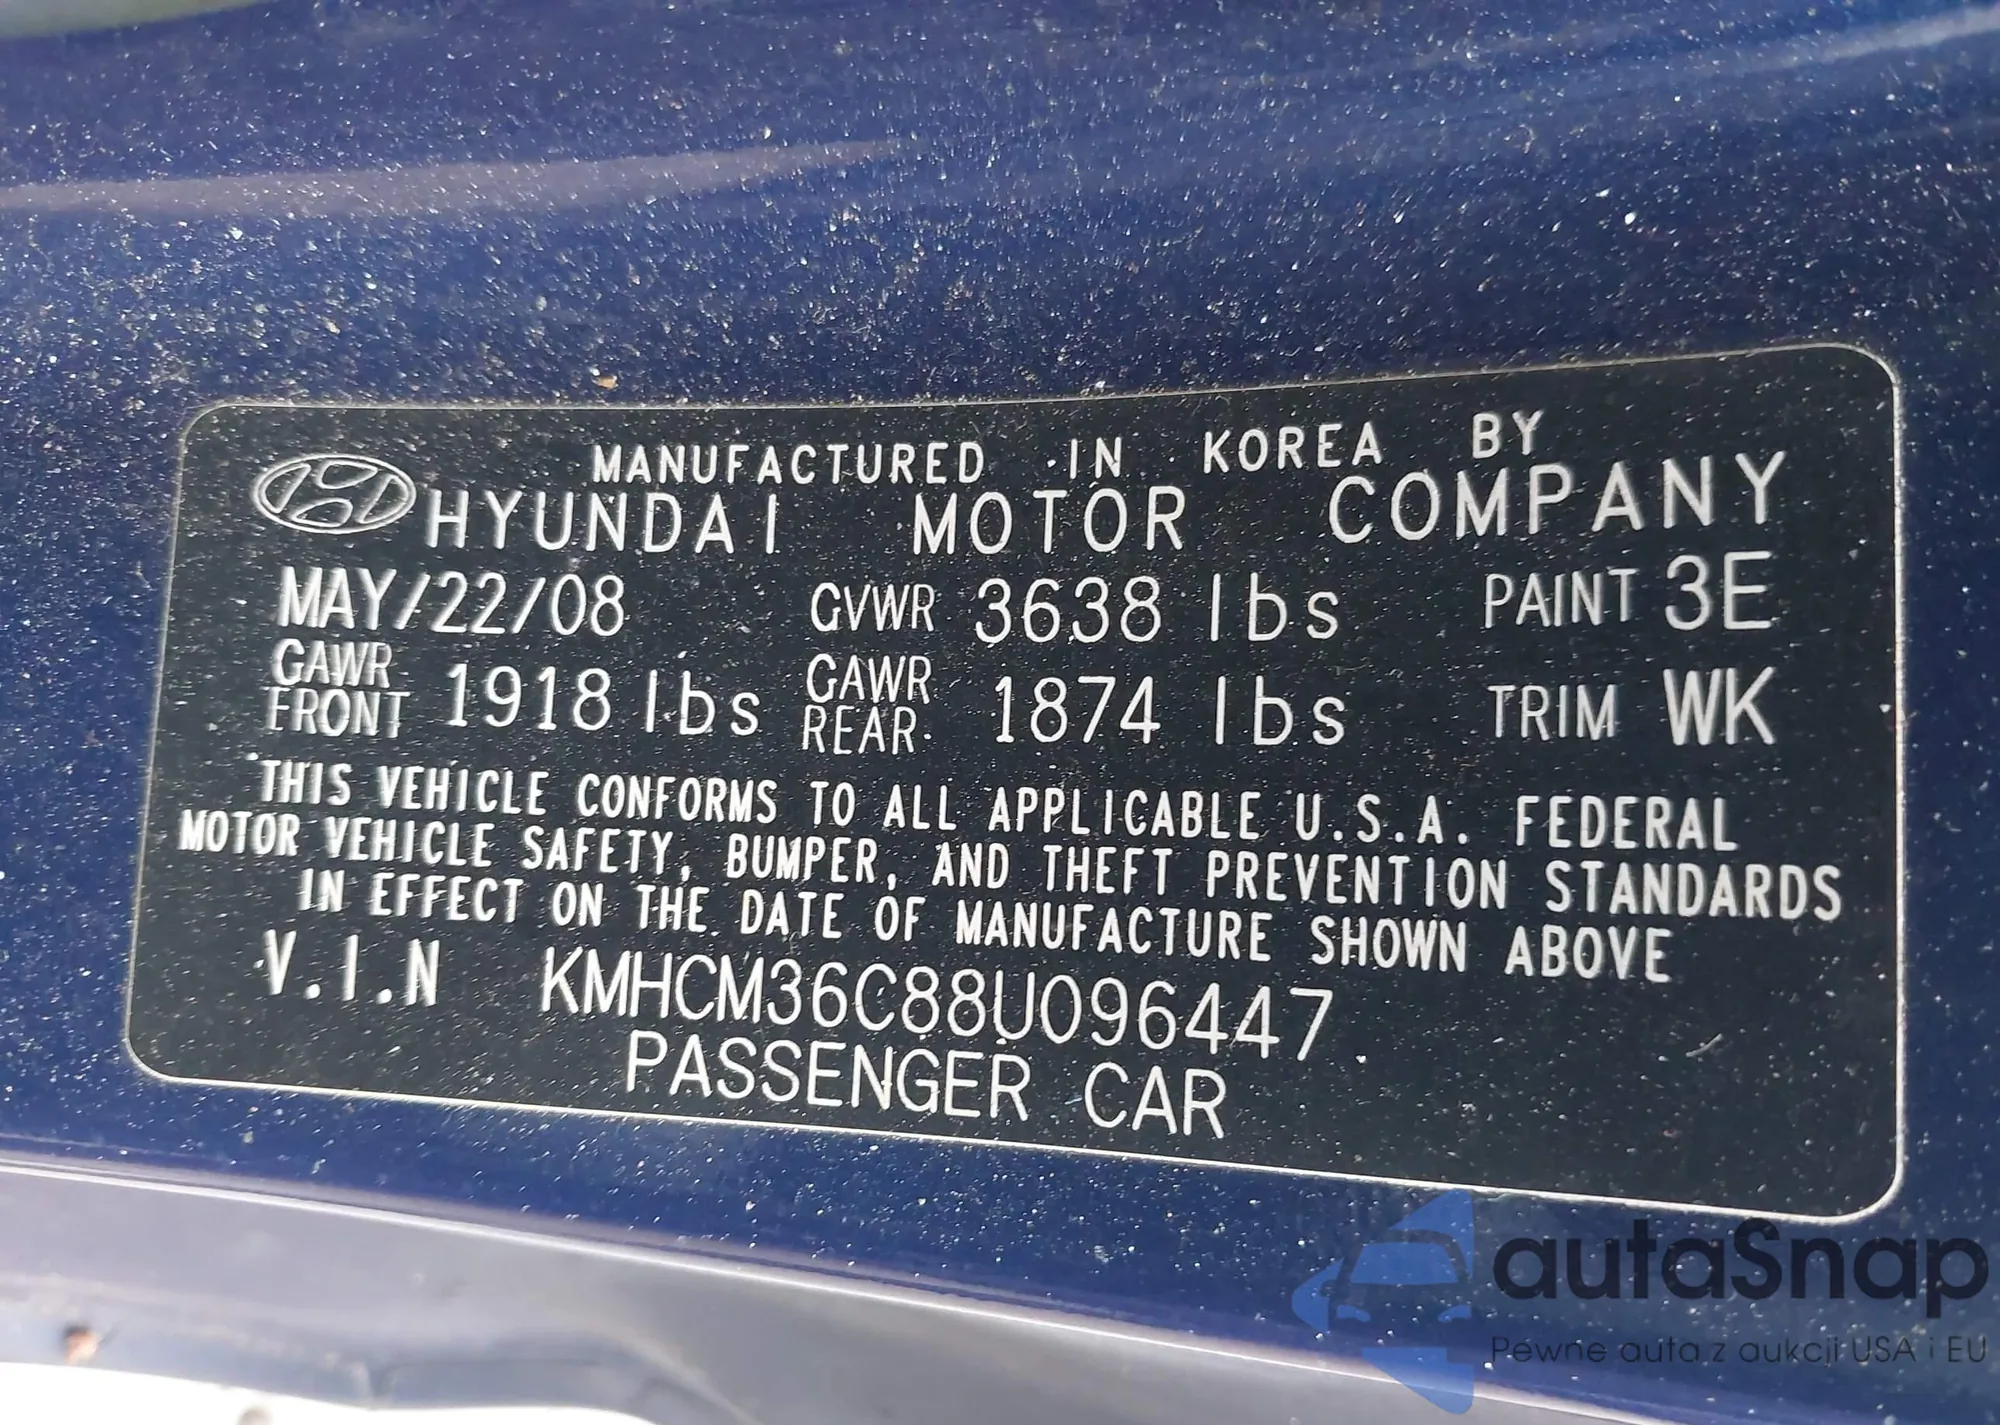 MANUFACTURED IN KOREA BY
HYUNDAI MOTOR COMPANY
MAY/22/08 GVWR 3638 lbs PAINT 3E
GAWR FRONT 1918 lbs GAWR REAR 1874 lbs TRIM WK
THIS VEHICLE CONFORMS TO ALL APPLICABLE U.S.A. FEDERAL
MOTOR VEHICLE SAFETY, BUMPER, AND THEFT PREVENTION STANDARDS
IN EFFECT ON THE DATE OF MANUFACTURE SHOWN ABOVE
V.I.N KMHCM36C88U096447
PASSENGER CAR
autaSnap
Pewne auta z aukcji USA i EU